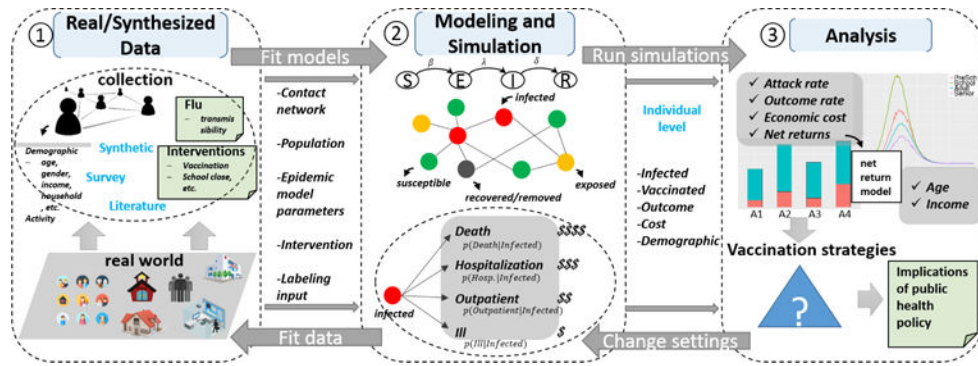 ① Real/Synthesized
Data
collection
Flu
– transmis
sibility
Demographic
– age,
gender,
income,
household
etc.
Activity
Synthetic
Survey
Literature
Interventions
– Vaccination
– School close,
etc.
real world
Fit models
-Contact
network
-Population
-Epidemic
model
parameters
-Intervention
-Labeling
input
Fit data
② Modeling and
Simulation
β λ δ
S E I R
infected
susceptible
recovered/removed
exposed
infected
Death $$$$
p(Death|Infected)
Hospitalization $$$
p(Hosp.|Infected)
Outpatient $$
p(Outpatient|Infected)
Ill $
p(Ill|Infected)
Run simulations
Individual
level
-Infected
-Vaccinated
-Outcome
-Cost
-Demographic
Change settings
③ Analysis
✓ Attack rate
✓ Outcome rate
✓ Economic cost
✓ Net returns
Senior
net
return
model
✓ Age
✓ Income
A1 A2 A3 A4
Vaccination strategies
?
Implications
of public
health
policy